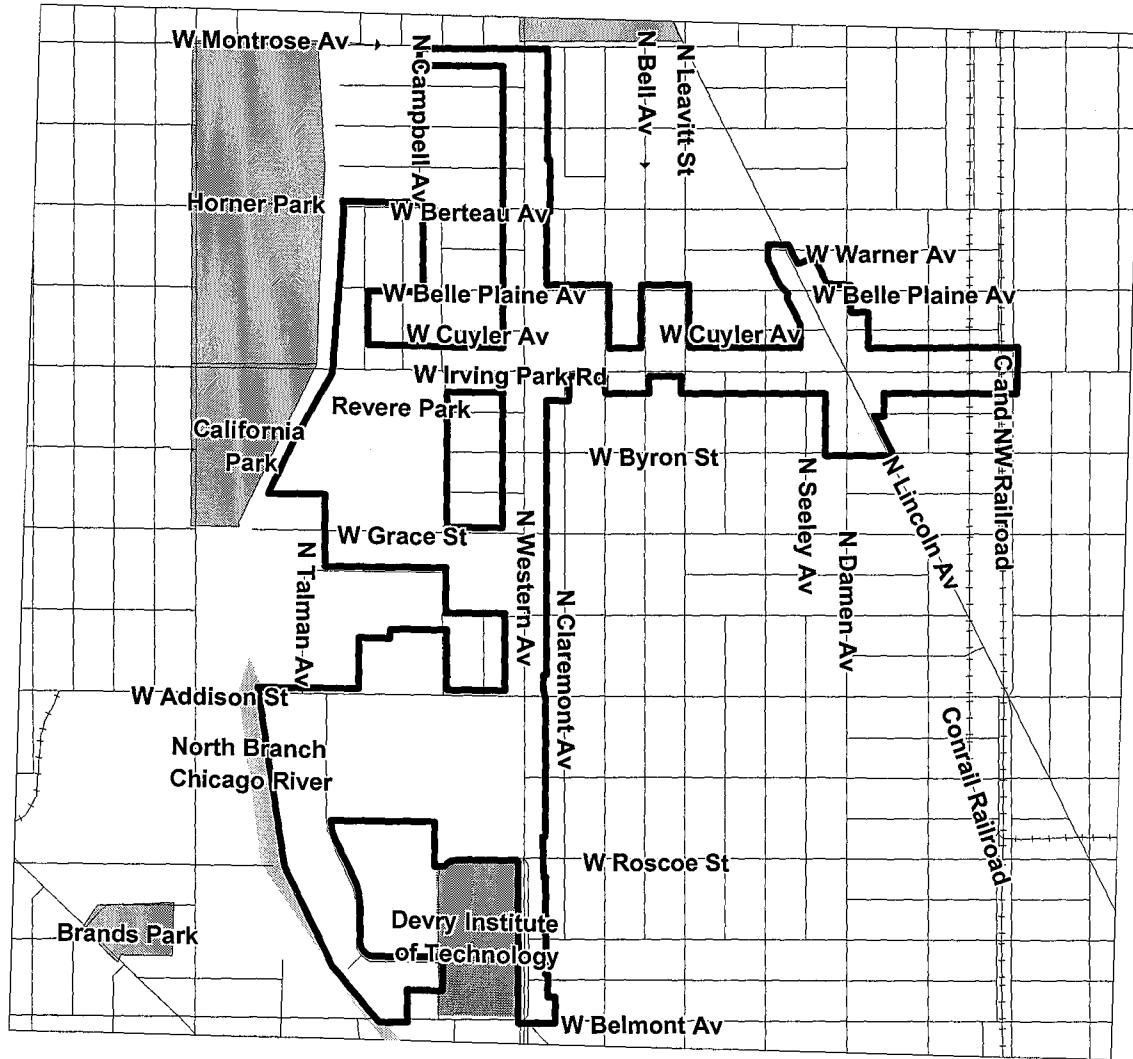 W Montrose Av
N Campbell Av
N Bell Av
N Leavitt St
Horner Park
W Berteau Av
W Warner Av
W Belle Plaine Av
W Belle Plaine Av
W Cuyler Av
W Cuyler Av
W Irving Park Rd
C and NW Railroad
Revere Park
California
Park
W Byron St
N Seeley Av
N Lincoln Av
W Grace St
N Talman Av
N Western Av
N Claremont Av
N Damen Av
W Addison St
North Branch
Chicago River
Conrail Railroad
W Roscoe St
Devry Institute
of Technology
Brands Park
W Belmont Av